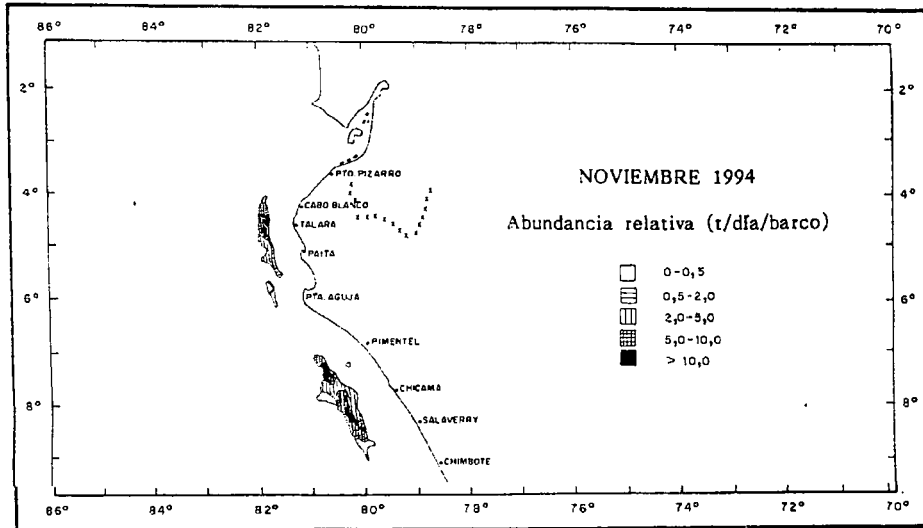 86° 84° 82° 80° 78° 76° 74° 72° 70°
2° 2°
PTO. PIZARRO
NOVIEMBRE 1994
4° 4°
CABO BLANCO
Abundancia relativa (t/día/barco)
TALARA
PAITA
0-0,5
PTA. AGUJA
0,5-2,0
6° 6°
2,0-5,0
PIMENTEL
5,0-10,0
> 10,0
CHICAMA
8° 8°
SALAVERRY
CHIMBOTE
86° 84° 82° 80° 78° 76° 74° 72° 70°